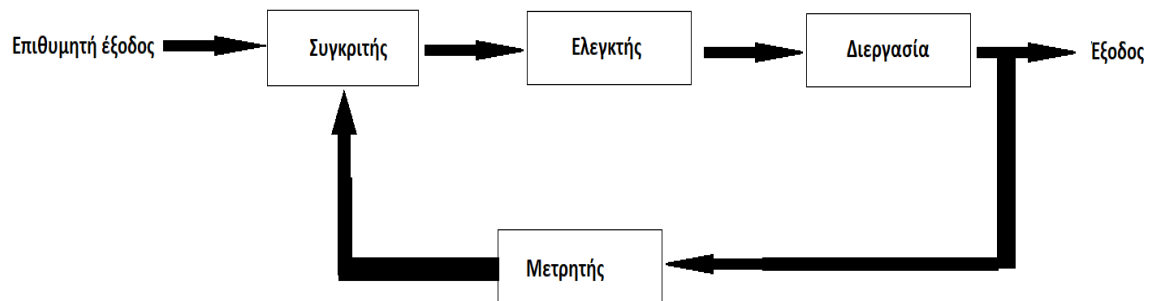 Επιθυμητή έξοδος
Συγκριτής
Ελεγκτής
Διεργασία
Έξοδος
Μετρητής